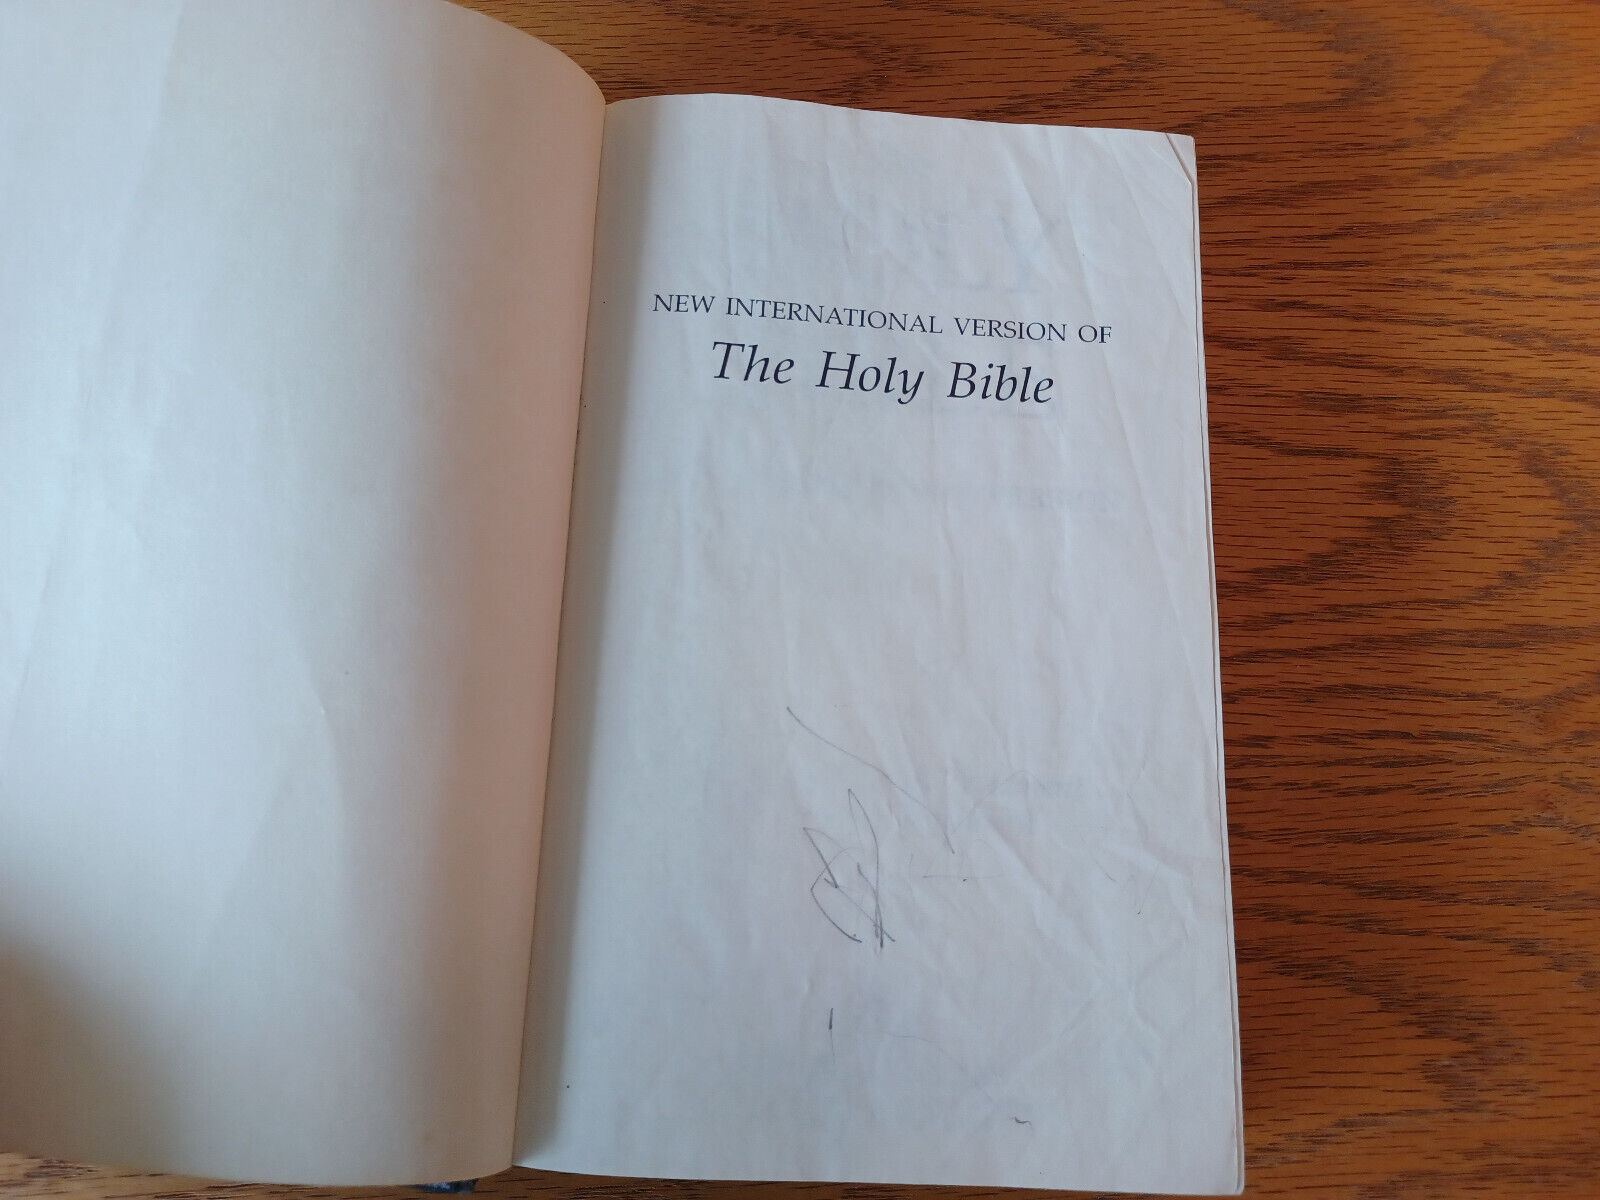 NEW INTERNATIONAL VERSION OF
The Holy Bible